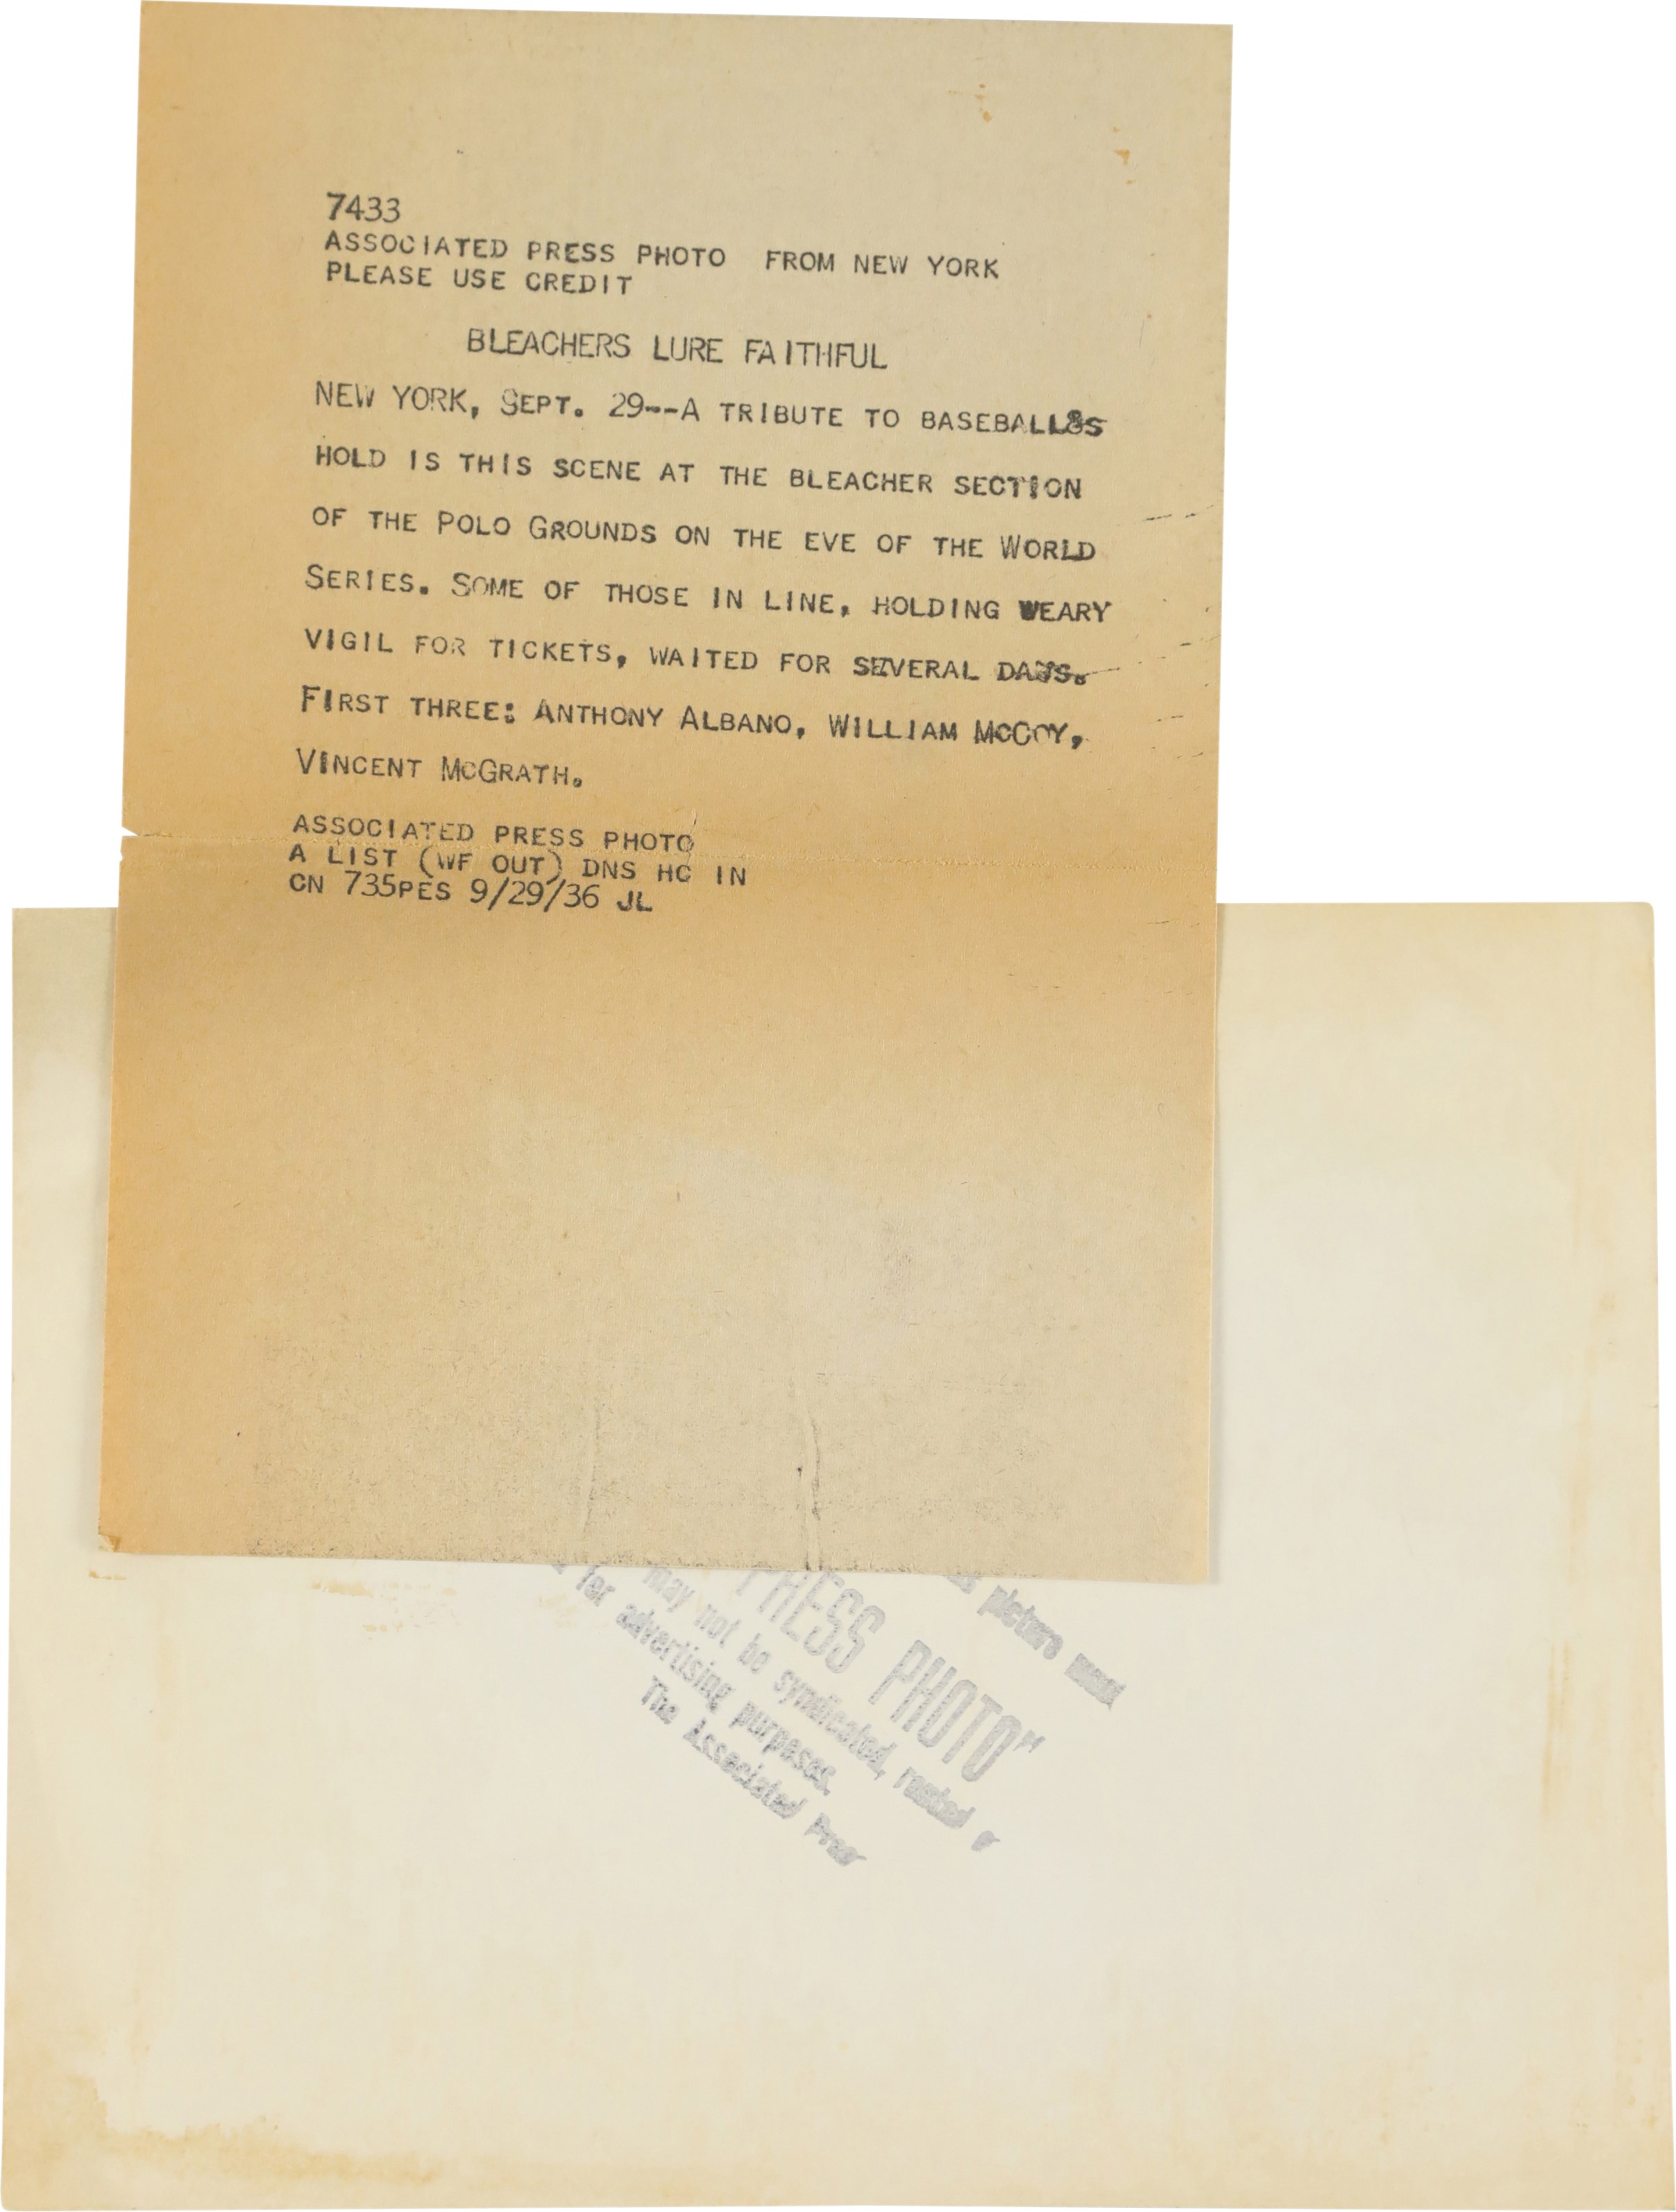 7433
ASSOCIATED PRESS PHOTO FROM NEW YORK
PLEASE USE CREDIT
BLEACHERS LURE FAITHFUL
NEW YORK, SEPT. 29--A TRIBUTE TO BASEBALL&S
HOLD IS THIS SCENE AT THE BLEACHER SECTION
OF THE POLO GROUNDS ON THE EVE OF THE WORLD
SERIES. SOME OF THOSE IN LINE, HOLDING WEARY
VIGIL FOR TICKETS, WAITED FOR SEVERAL DAYS.
FIRST THREE: ANTHONY ALBANO, WILLIAM MCCOY,
VINCENT MCGRATH.
ASSOCIATED PRESS PHOTO
A LIST (WF OUT) DNS HC IN
CN 735PES 9/29/36 JL
picture must
PRESS PHOTO"
may not be syndicated, rented or
for advertising purposes.
The Associated Press